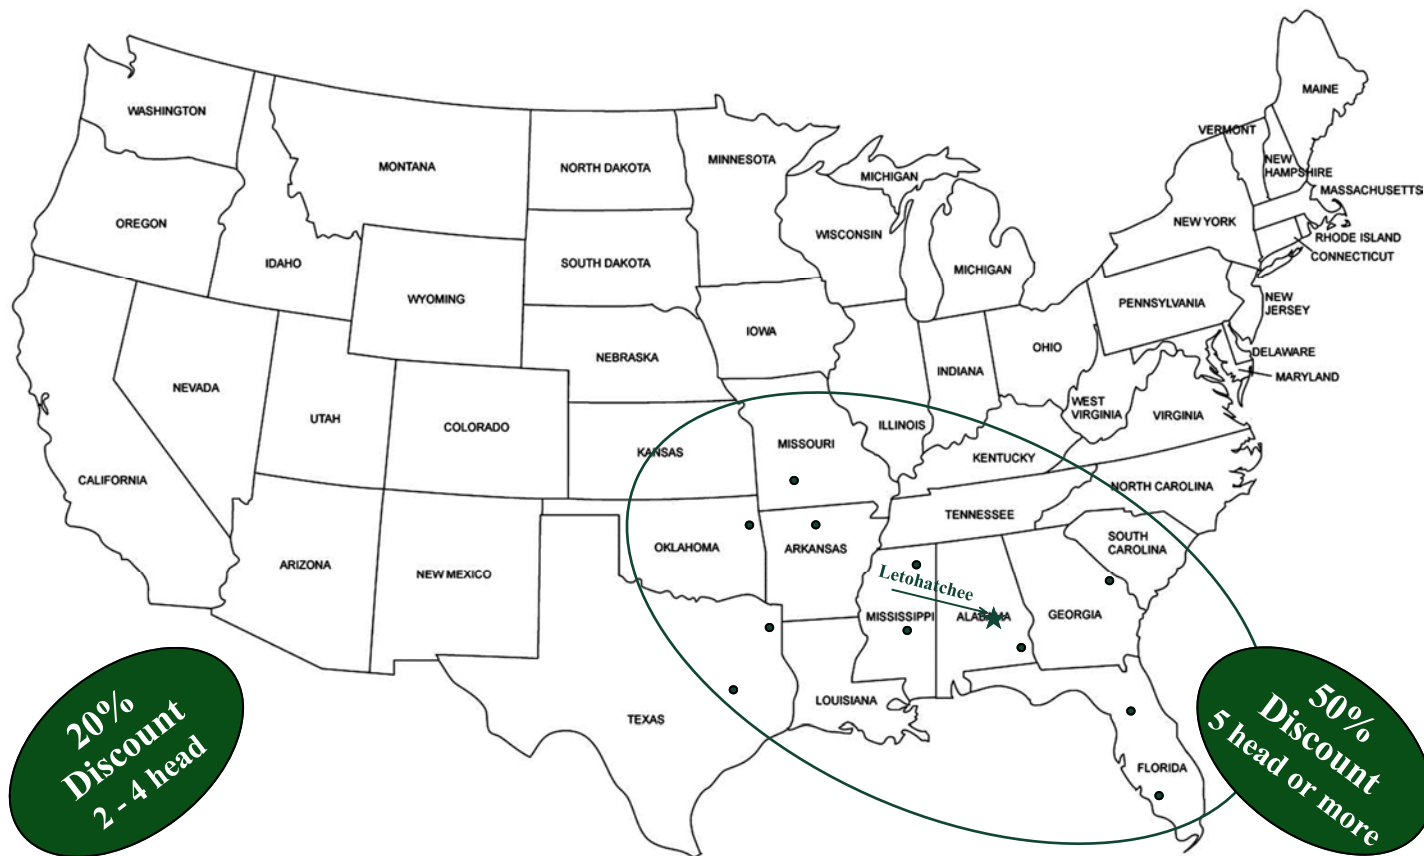 WASHINGTON
MONTANA
NORTH DAKOTA
MINNESOTA
MICHIGAN
VERMONT
MAINE
NEW
HAMPSHIRE
MASSACHUSETTS
OREGON
IDAHO
SOUTH DAKOTA
WISCONSIN
MICHIGAN
NEW YORK
RHODE ISLAND
CONNECTICUT
WYOMING
IOWA
PENNSYLVANIA
NEW
JERSEY
NEVADA
UTAH
COLORADO
NEBRASKA
ILLINOIS
INDIANA
OHIO
WEST
VIRGINIA
VIRGINIA
DELAWARE
MARYLAND
CALIFORNIA
KANSAS
MISSOURI
KENTUCKY
NORTH CAROLINA
ARIZONA
NEW MEXICO
OKLAHOMA
ARKANSAS
TENNESSEE
SOUTH
CAROLINA
Letohatchee
MISSISSIPPI
ALABAMA
GEORGIA
TEXAS
LOUISIANA
FLORIDA
20%
Discount
2 - 4 head
50%
Discount
5 head or more